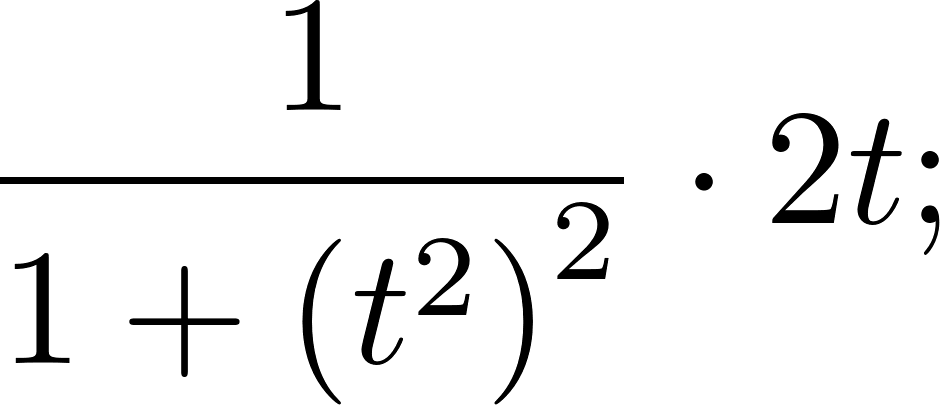 \frac{1}{1 + (t^2)^2} \cdot 2t;